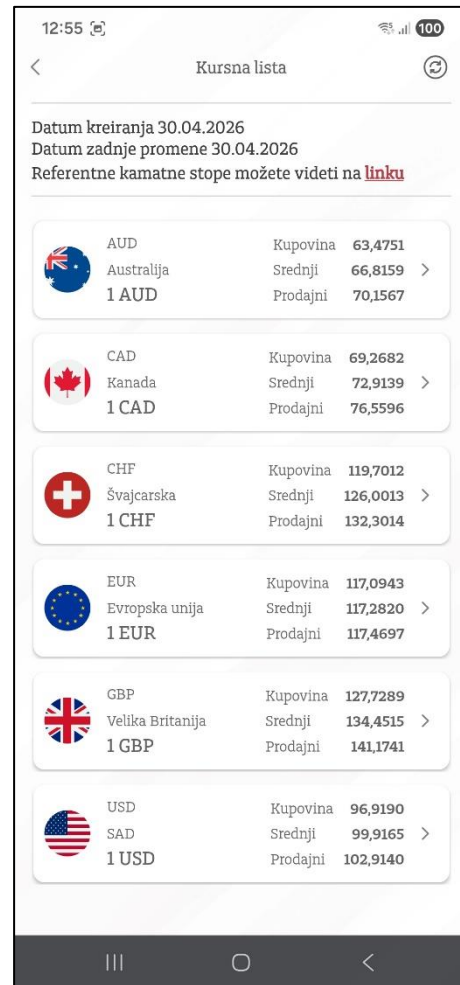 12:55
100
Kursna lista
Datum kreiranja 30.04.2026
Datum zadnje promene 30.04.2026
Referentne kamatne stope možete videti na linku
AUD Kupovina 63,4751
Australija Srednji 66,8159
1 AUD Prodajni 70,1567
CAD Kupovina 69,2682
Kanada Srednji 72,9139
1 CAD Prodajni 76,5596
CHF Kupovina 119,7012
Švajcarska Srednji 126,0013
1 CHF Prodajni 132,3014
EUR Kupovina 117,0943
Evropska unija Srednji 117,2820
1 EUR Prodajni 117,4697
GBP Kupovina 127,7289
Velika Britanija Srednji 134,4515
1 GBP Prodajni 141,1741
USD Kupovina 96,9190
SAD Srednji 99,9165
1 USD Prodajni 102,9140